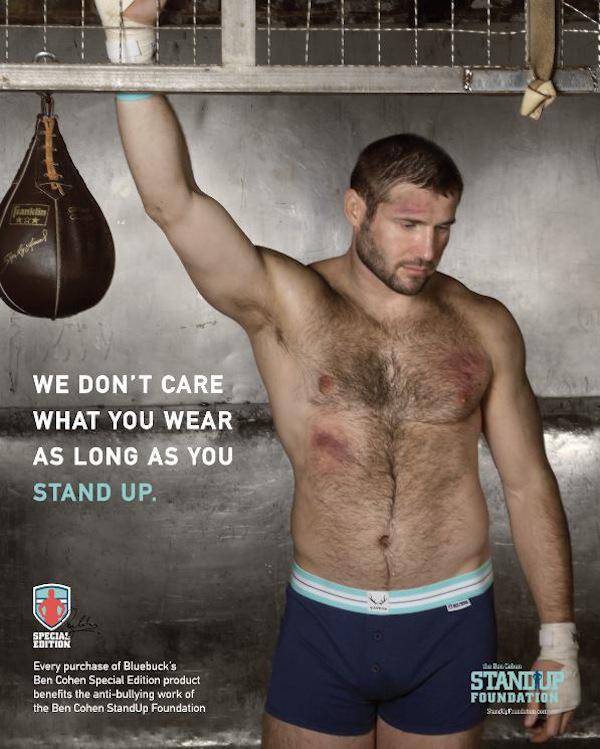 Franklin
WE DON'T CARE
WHAT YOU WEAR
AS LONG AS YOU
STAND UP.
SPECIAL
EDITION
Every purchase of Bluebuck's
Ben Cohen Special Edition product
benefits the anti-bullying work of
the Ben Cohen StandUp Foundation
the Ben Cohen
STANDUP
FOUNDATION
StandUpFoundation.com